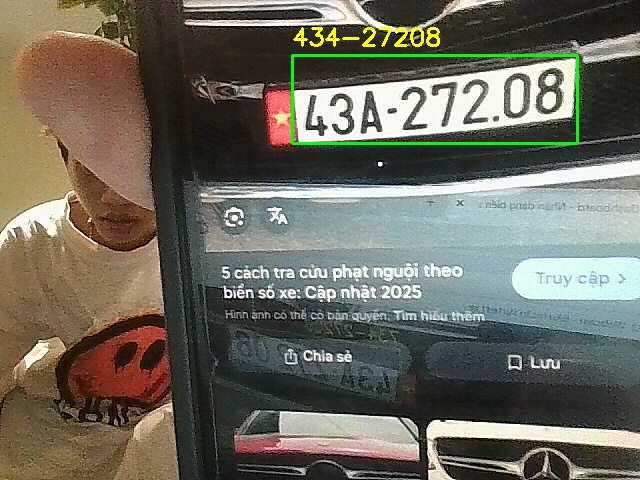 434-27208
43A-272.08
5 cách tra cứu phạt nguội theo
biển số xe: Cập nhật 2025
Truy cập >
Hình ảnh có thể có bản quyền. Tìm hiểu thêm
Chia sẻ
Lưu